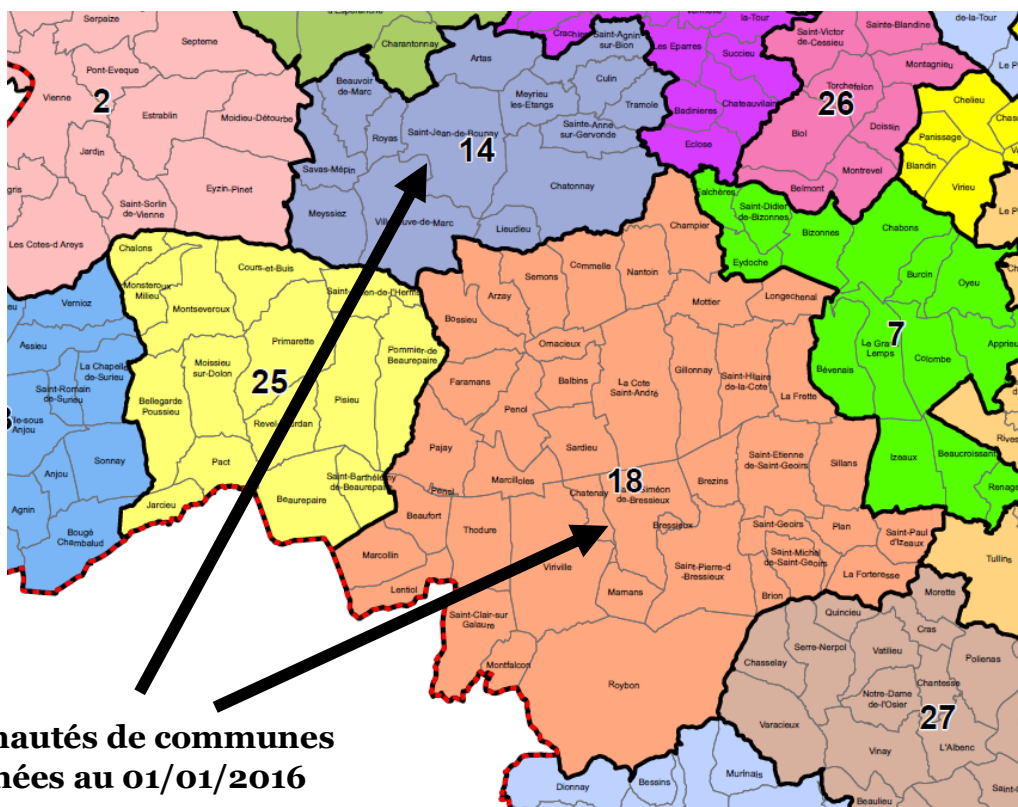 Septeme
Charantonnay
Crachier
Saint-Agnin
sur-Bion
Les Eparres
Succieu
la-Tour
Saint-Victor
de-Cessieu
Sainte-Blandine
de-la-Tour
Montagnieu
Pont-Eveque
Vienne
2
Estrablin
Moidieu-Détourbe
Jardin
Eyzin-Pinet
Saint-Sorlin
de-Vienne
Les Cotes-d Areys
Artas
Beauvoir
de-Marc
Culin
Meyrieu
les-Etangs
Tramole
Royas
Saint-Jean-de-Bournay
14
Sainte-Anne
sur-Gervonde
Savas-Mépin
Chatonnay
Meyssiez
Villeneuve-de-Marc
Lieudieu
Badinieres
Chateauvilain
Eclose
Torchefelon
26
Biol
Doissin
Montrevel
Belmont
Chelieu
Panissage
Blandin
Virieu
Chalons
Cours-et-Buis
Monsteroux
Milieu
Montseveroux
Primarette
Moissieu
sur-Dolon
25
Pommier-de
Beaurepaire
Bellegarde
Poussieu
Pisieu
Revel-Tourdan
Pact
Saint-Barthélémy
de-Beaurepaire
Beaurepaire
Jarcieu
Vernioz
Assieu
La Chapelle
de-Surieu
Saint-Romain
de-Surieu
Anjou
Sonnay
Agnin
Bougé
Chambalud
Champier
Commelle
Semons
Nantoin
Arzay
Mottier
Longechenal
Bossieu
Ornacieux
Gillonnay
Saint-Hilaire
de-la-Cote
Faramans
Balbins
La Cote
Saint-André
La Frette
Penol
Pajay
Sardieu
Saint-Etienne
de-Saint-Geoirs
Sillans
Marcilloles
18
Chatenay
Siméon
de-Bressieux
Brezins
Penol
Beaufort
Thodure
Bressieux
Saint-Geoirs
Plan
Saint-Paul
d'Izeaux
Marcollin
Viriville
Saint-Pierre-d
-Bressieux
Saint-Michel
de-Saint-Geoirs
La Forteresse
Lentiol
Marnans
Brion
Saint-Clair-sur
Galaure
Montfalcon
Roybon
Saint-Didier
de-Bizonnes
Bizonnes
Chabons
Eydoche
Burcin
Oyeu
7
Le Grand
Lemps
Colombe
Apprieu
Bévenais
Izeaux
Beaucroissant
Rives
Renage
Tullins
Morette
Quincieu
Cras
Serre-Nerpol
Vatilieu
Polienas
Chasselay
Chantesse
Notre-Dame
de-l'Osier
27
Varacieux
L'Albenc
Vinay
Beaulieu
Dionnay
Bessins
Murinais
nautés de communes
nées au 01/01/2016